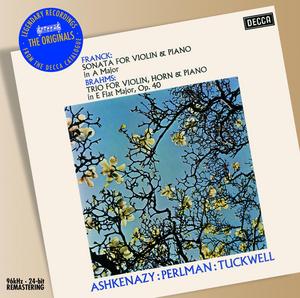 LEGENDARY RECORDINGS
THE ORIGINALS
FROM THE DECCA CATALOGUE
DECCA
FRANCK:
SONATA FOR VIOLIN & PIANO
in A Major
BRAHMS:
TRIO FOR VIOLIN, HORN & PIANO
in E Flat Major, Op. 40
ASHKENAZY : PERLMAN : TUCKWELL
96kHz · 24-bit
REMASTERING